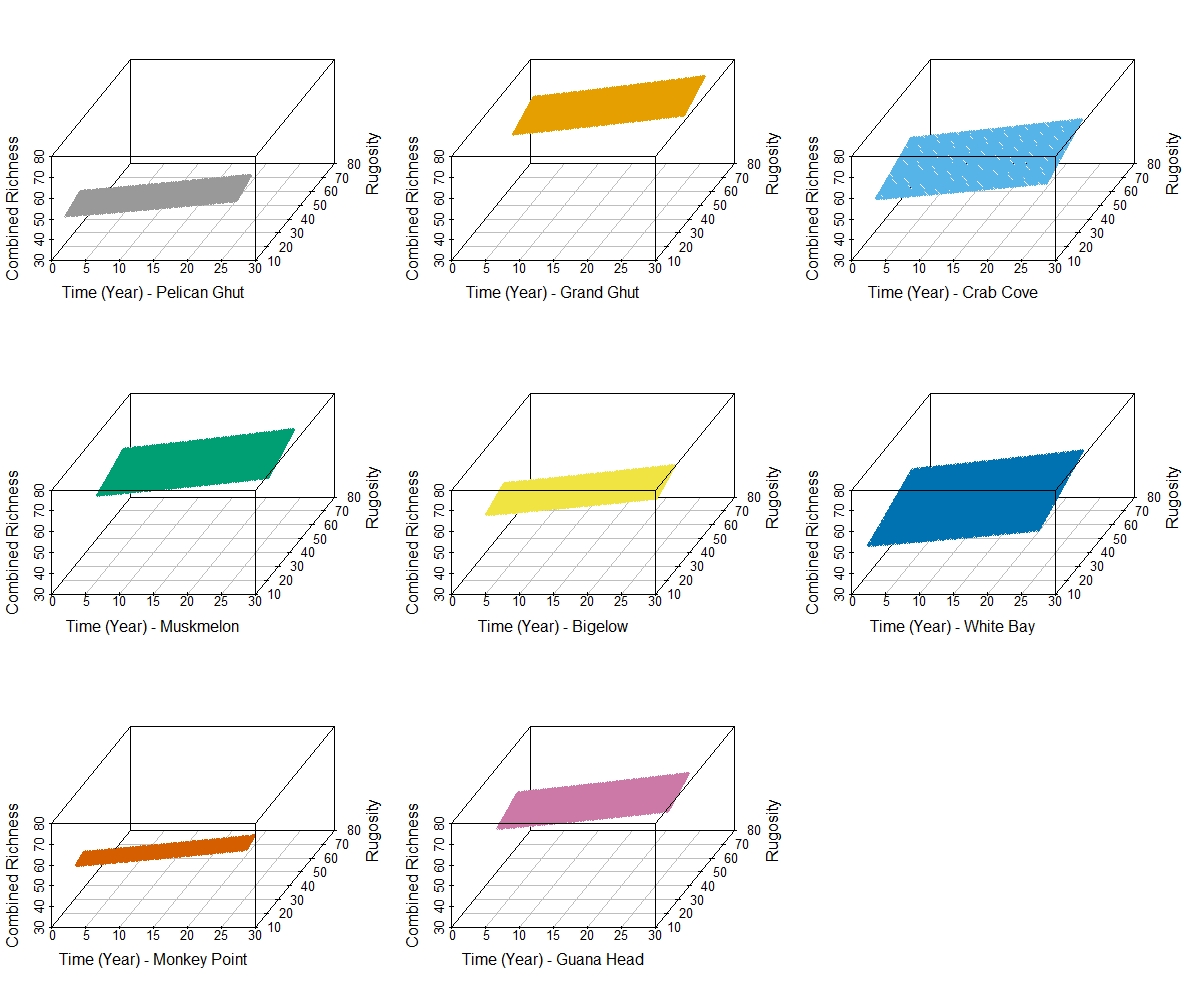 Combined Richness
80
70
60
50
40
30
0 5 10 15 20 25 30
10 20 30 40 50 60 70 80
Rugosity
Time (Year) - Pelican Ghut
Combined Richness
80
70
60
50
40
30
0 5 10 15 20 25 30
10 20 30 40 50 60 70 80
Rugosity
Time (Year) - Grand Ghut
Combined Richness
80
70
60
50
40
30
0 5 10 15 20 25 30
10 20 30 40 50 60 70 80
Rugosity
Time (Year) - Crab Cove
Combined Richness
80
70
60
50
40
30
0 5 10 15 20 25 30
10 20 30 40 50 60 70 80
Rugosity
Time (Year) - Muskmelon
Combined Richness
80
70
60
50
40
30
0 5 10 15 20 25 30
10 20 30 40 50 60 70 80
Rugosity
Time (Year) - Bigelow
Combined Richness
80
70
60
50
40
30
0 5 10 15 20 25 30
10 20 30 40 50 60 70 80
Rugosity
Time (Year) - White Bay
Combined Richness
80
70
60
50
40
30
0 5 10 15 20 25 30
10 20 30 40 50 60 70 80
Rugosity
Time (Year) - Monkey Point
Combined Richness
80
70
60
50
40
30
0 5 10 15 20 25 30
10 20 30 40 50 60 70 80
Rugosity
Time (Year) - Guana Head